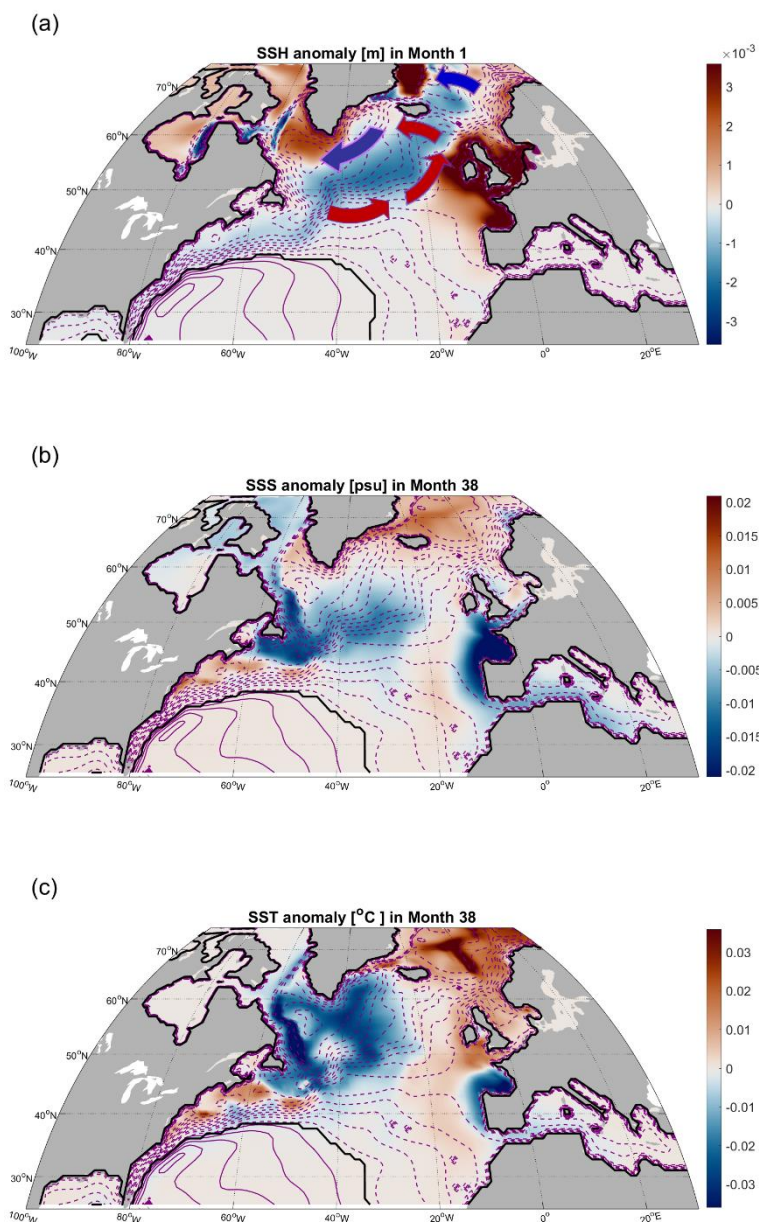 (a)
SSH anomaly [m] in Month 1
×10⁻³
70°N
60°N
50°N
40°N
30°N
100°W
80°W
60°W
40°W
20°W
0°
20°E
3
2
1
0
-1
-2
-3
(b)
SSS anomaly [psu] in Month 38
70°N
60°N
50°N
40°N
30°N
100°W
80°W
60°W
40°W
20°W
0°
20°E
0.02
0.015
0.01
0.005
0
-0.005
-0.01
-0.015
-0.02
(c)
SST anomaly [°C ] in Month 38
70°N
60°N
50°N
40°N
30°N
100°W
80°W
60°W
40°W
20°W
0°
20°E
0.03
0.02
0.01
0
-0.01
-0.02
-0.03